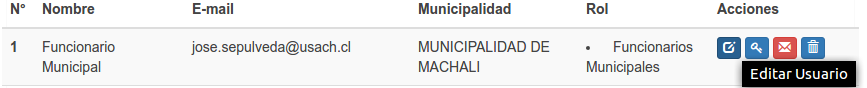 N° Nombre E-mail Municipalidad Rol Acciones
1 Funcionario jose.sepulveda@usach.cl MUNICIPALIDAD DE • Funcionarios
Municipal MACHALI Municipales
Editar Usuario